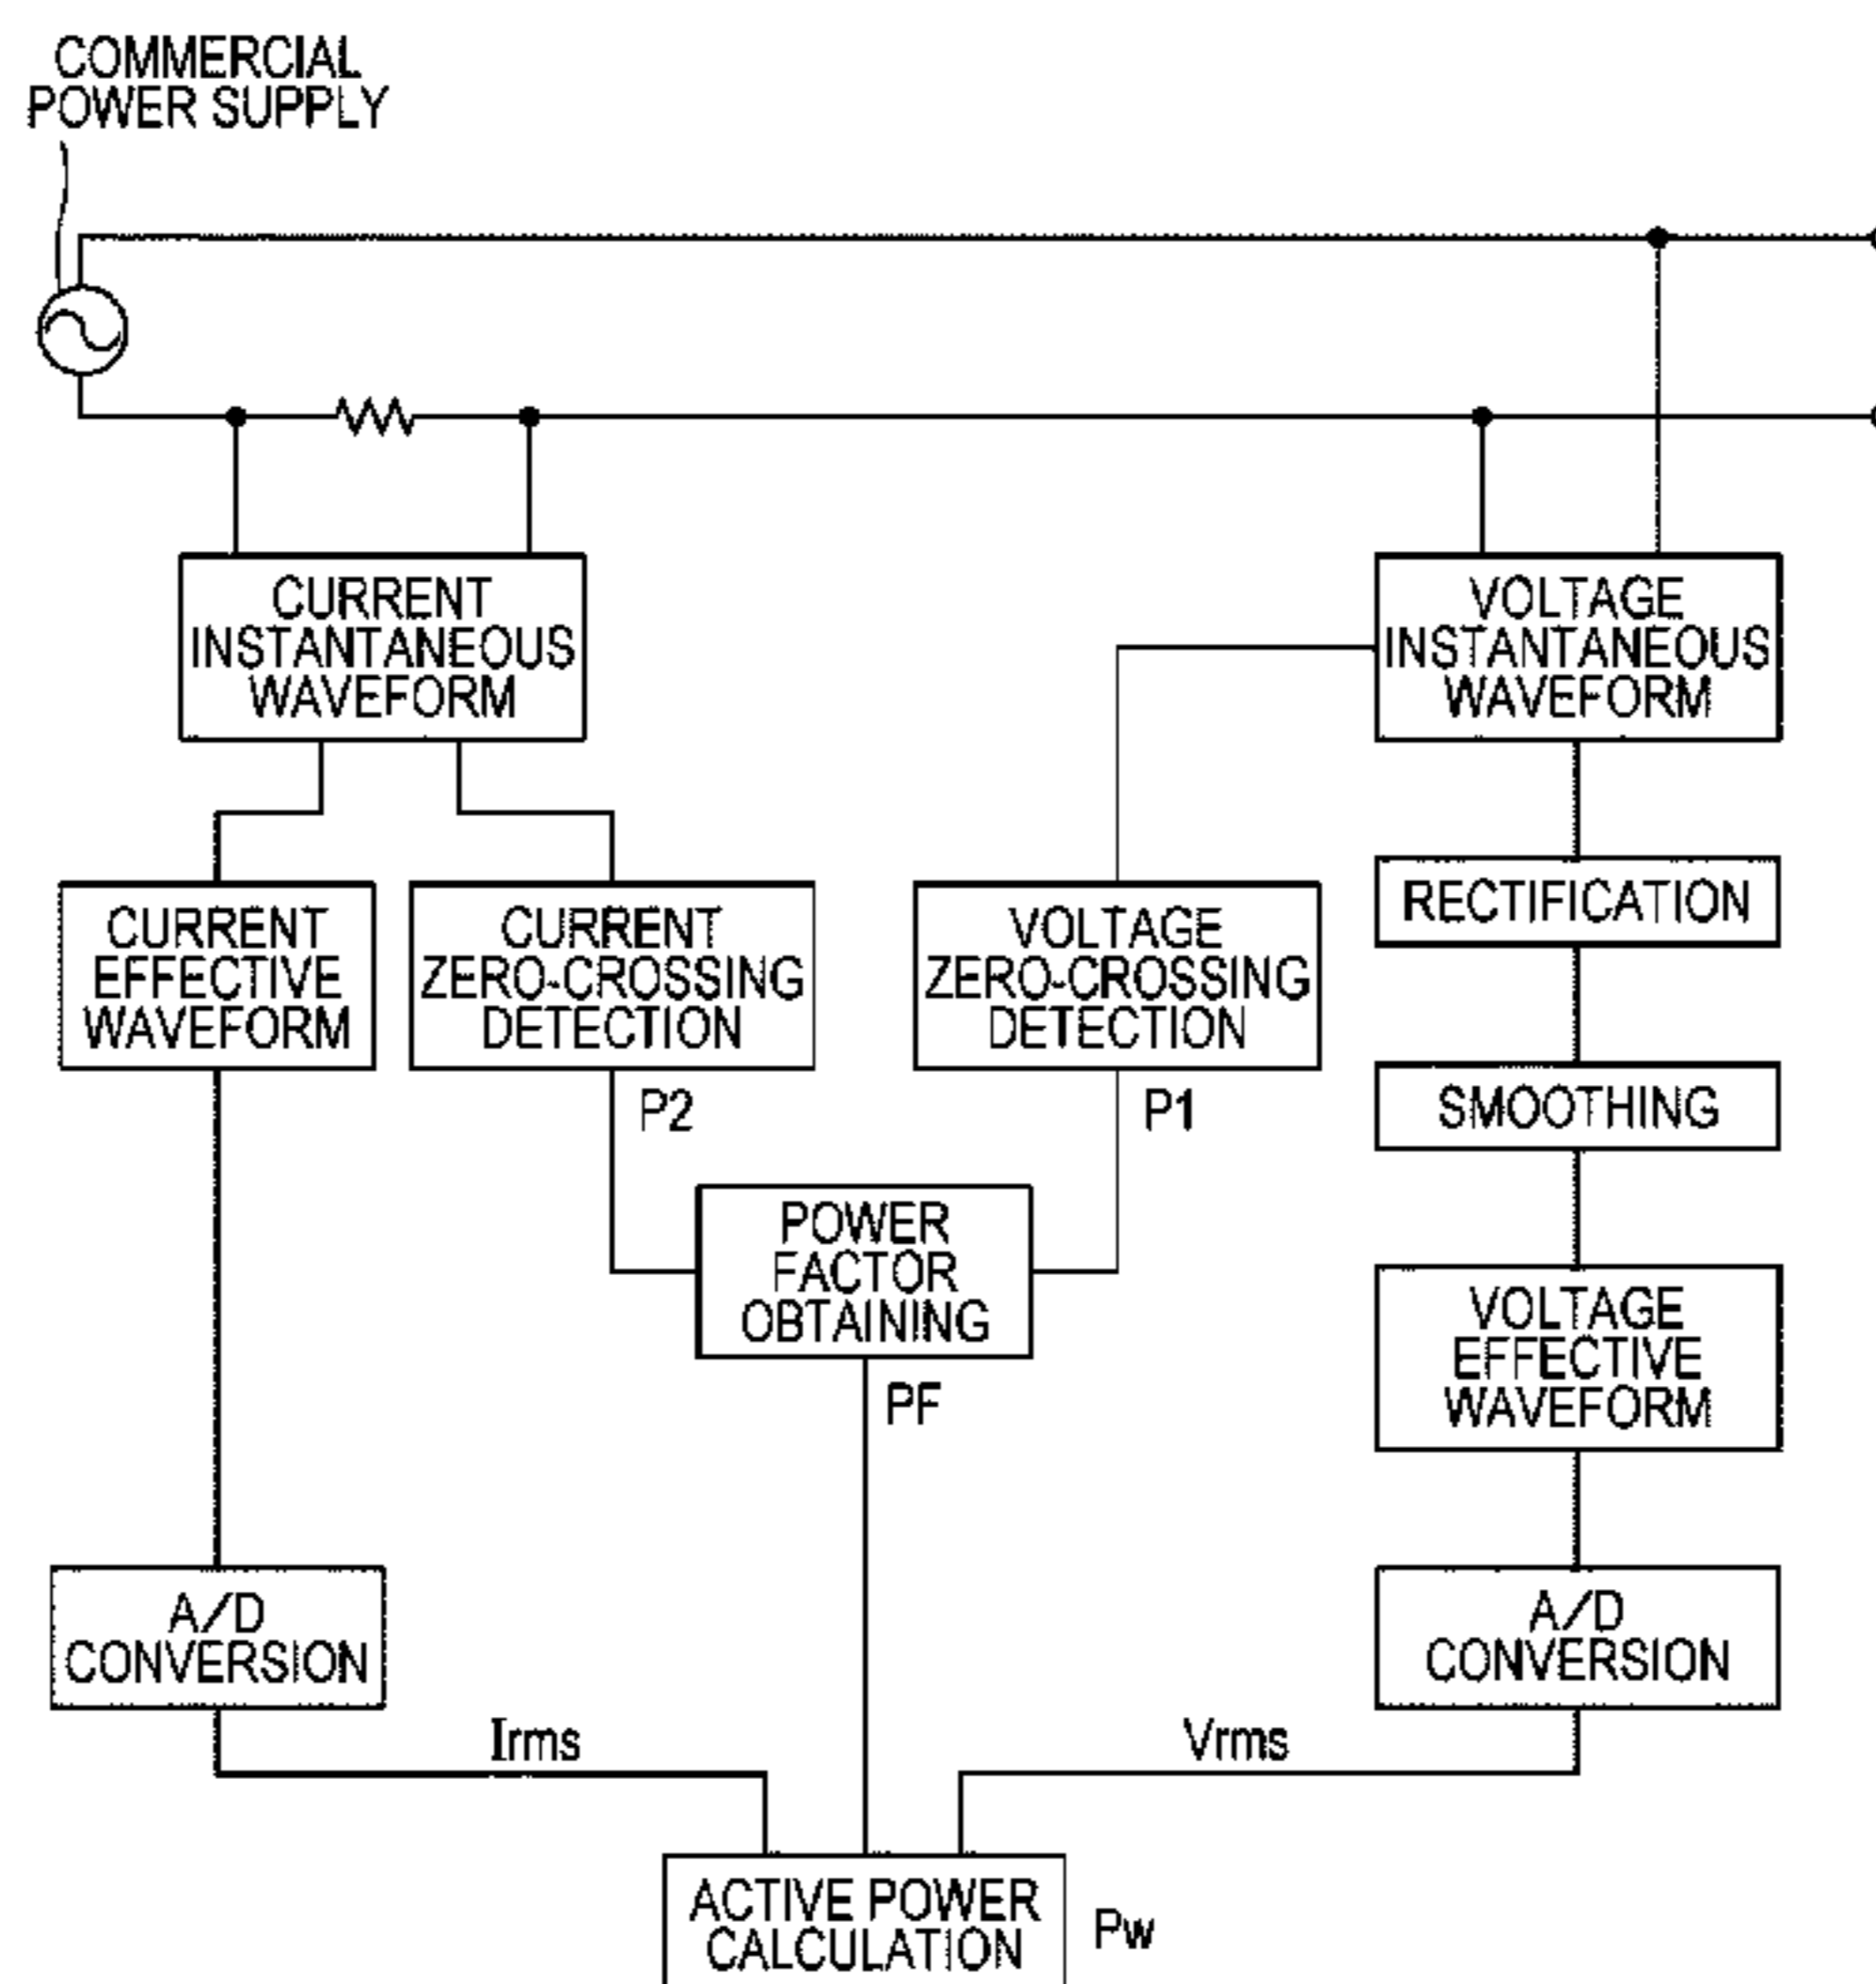 COMMERCIAL
POWER SUPPLY
CURRENT
INSTANTANEOUS
WAVEFORM
VOLTAGE
INSTANTANEOUS
WAVEFORM
CURRENT
EFFECTIVE
WAVEFORM
CURRENT
ZERO-CROSSING
DETECTION
VOLTAGE
ZERO-CROSSING
DETECTION
RECTIFICATION
P2
P1
SMOOTHING
POWER
FACTOR
OBTAINING
PF
VOLTAGE
EFFECTIVE
WAVEFORM
A/D
CONVERSION
A/D
CONVERSION
Irms
Vrms
ACTIVE POWER
CALCULATION
Pw